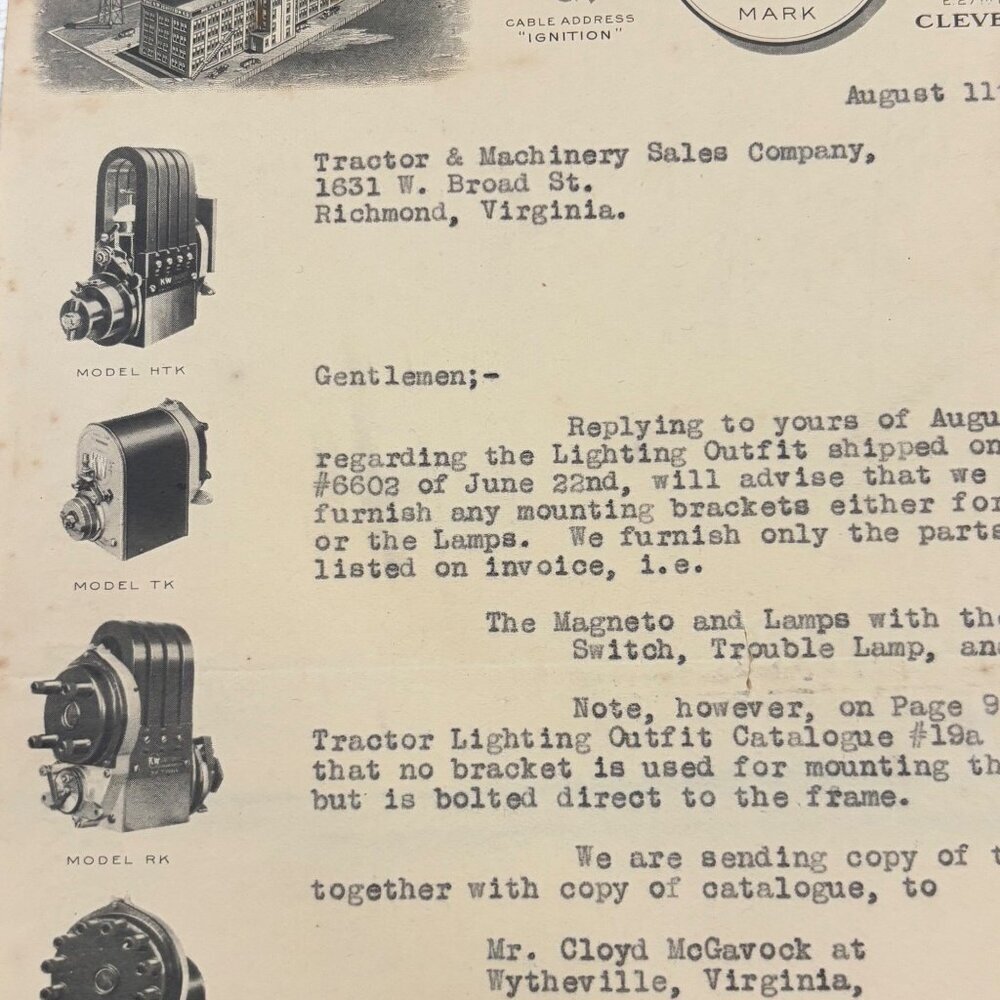 CABLE ADDRESS
"IGNITION"
MARK
CLEVE
August 11
Tractor & Machinery Sales Company,
1631 W. Broad St.
Richmond, Virginia.
KW
MODEL HTK
Gentlemen;-
Replying to yours of Augu
regarding the Lighting Outfit shipped on
#6602 of June 22nd, will advise that we
furnish any mounting brackets either for
or the Lamps. We furnish only the parts
listed on invoice, i.e.
MODEL TK
The Magneto and Lamps with the
Switch, Trouble Lamp, and
Note, however, on Page 9
Tractor Lighting Outfit Catalogue #19a
that no bracket is used for mounting th
but is bolted direct to the frame.
KW
MODEL RK
We are sending copy of t
together with copy of catalogue, to
Mr. Cloyd McGavock at
Wytheville, Virginia,